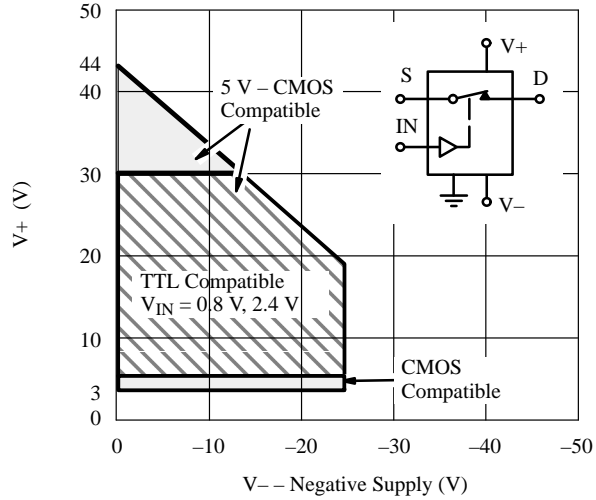 50
44
40
30
20
10
3
0
V+ (V)
5 V – CMOS
Compatible
TTL Compatible
VIN = 0.8 V, 2.4 V
CMOS
Compatible
V+
S
D
IN
V–
0
–10
–20
–30
–40
–50
V– – Negative Supply (V)